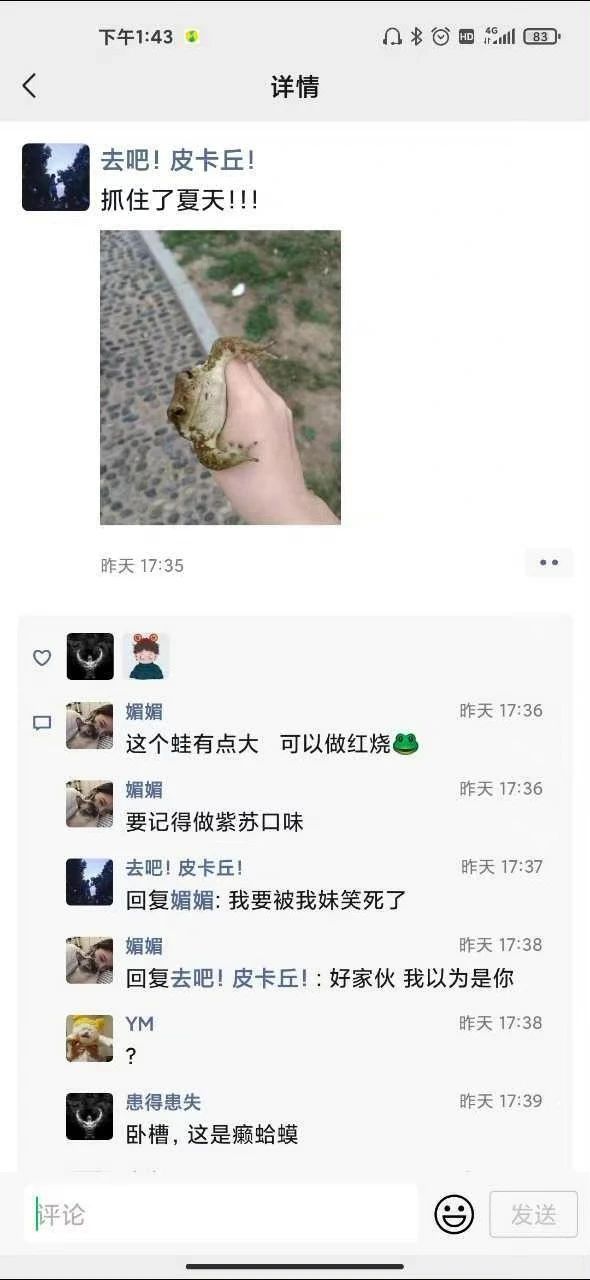 下午1:43
HD
4G
83
详情
去吧！皮卡丘！
抓住了夏天!!!
昨天 17:35
媚媚
昨天 17:36
这个蛙有点大 可以做红烧🐸
媚媚
昨天 17:36
要记得做紫苏口味
去吧！皮卡丘！
昨天 17:37
回复媚媚: 我要被我妹笑死了
媚媚
昨天 17:38
回复去吧！皮卡丘！: 好家伙 我以为是你
YM
昨天 17:38
?
患得患失
昨天 17:39
卧槽, 这是癞蛤蟆
评论
发送